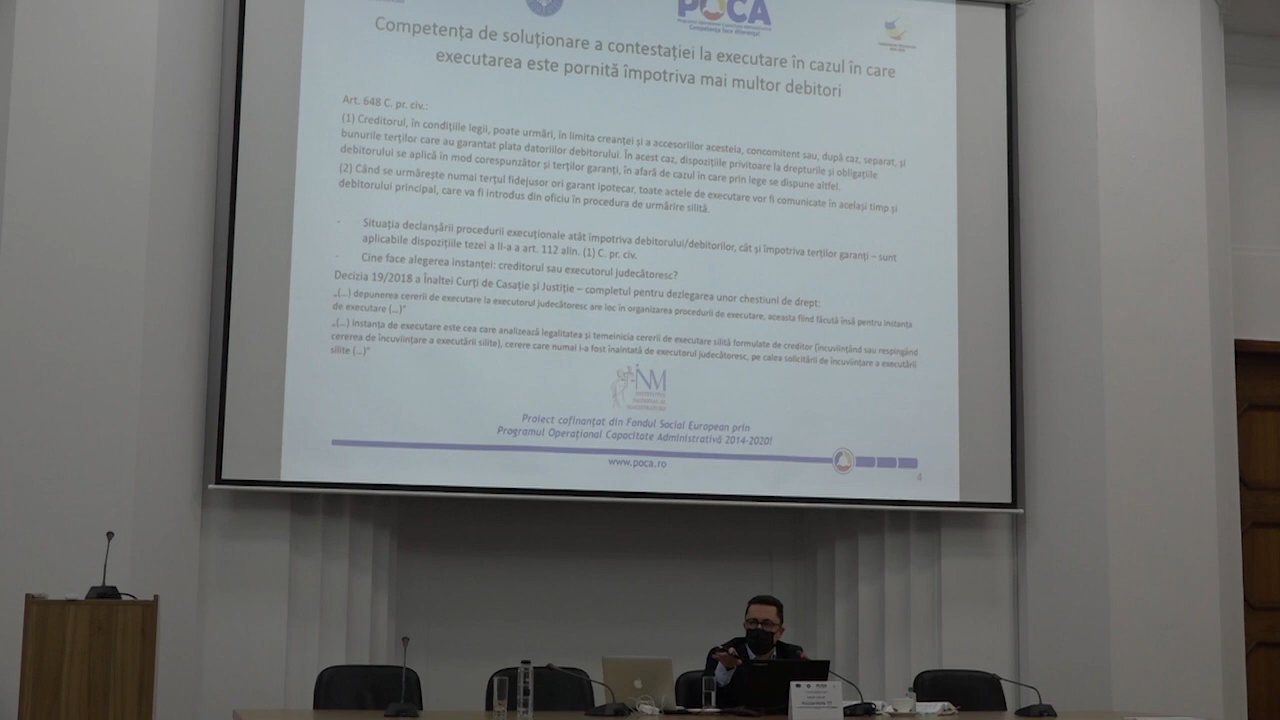 POCA
Competența face diferența!
Competența de soluționare a contestației la executare în cazul în care
executarea este pornită împotriva mai multor debitori
Art. 648 C. pr. civ.:
(1) Creditorul, în condițiile legii, poate urmări, în limita creanței și a accesoriilor acesteia, concomitent sau, după caz, separat, și
bunurile terților care au garantat plata datoriilor debitorului. În acest caz, dispozițiile privitoare la drepturile și obligațiile
debitorului se aplică în mod corespunzător și terților garanți, în afară de cazul în care prin lege se dispune altfel.
(2) Când se urmărește numai terțul fidejusor ori garant ipotecar, toate actele de executare vor fi comunicate în același timp și
debitorului principal, care va fi introdus din oficiu în procedura de urmărire silită.
- Situația declanșării procedurii execuționale atât împotriva debitorului/debitorilor, cât și împotriva terților garanți – sunt
aplicabile dispozițiile tezei a II-a a art. 112 alin. (1) C. pr. civ.
- Cine face alegerea instanței: creditorul sau executorul judecătoresc?
Decizia 19/2018 a Înaltei Curți de Casație și Justiție – completul pentru dezlegarea unor chestiuni de drept:
„(...) depunerea cererii de executare la executorul judecătoresc are loc în organizarea procedurii de executare, aceasta fiind făcută însă pentru instanța
de executare (...)”
„(...) instanța de executare este cea care analizează legalitatea și temeinicia cererii de executare silită formulate de creditor (încuviințând sau respingând
cererea de încuviințare a executării silite), cerere care numai i-a fost înaintată de executorul judecătoresc, pe calea solicitării de încuviințare a executării
silite (...)”
INM
Proiect cofinanțat din Fondul Social European prin
Programul Operațional Capacitate Administrativă 2014-2020!
www.poca.ro
4